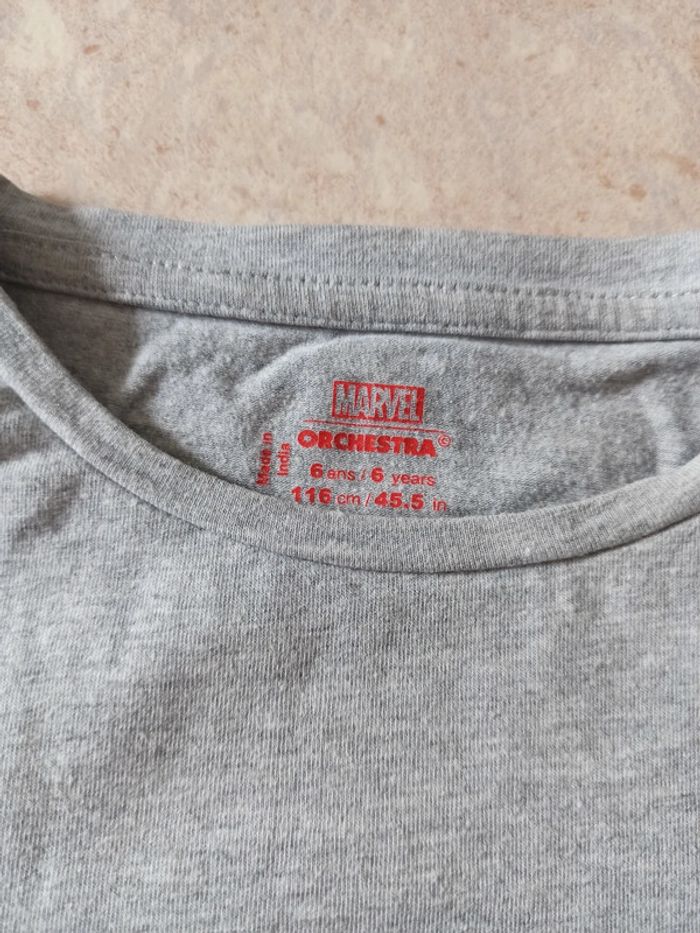 MARVEL
ORCHESTRA©
6 ans / 6 years
116 cm / 45.5 in
Made in
India